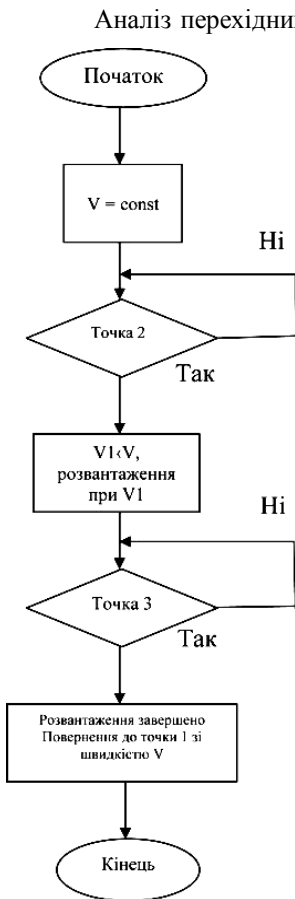 Аналіз перехідни
Початок
V = const
Ні
Точка 2
Так
V1‹V,
розвантаження
при V1
Ні
Точка 3
Так
Розвантаження завершено
Повернення до точки 1 зі
швидкістю V
Кінець